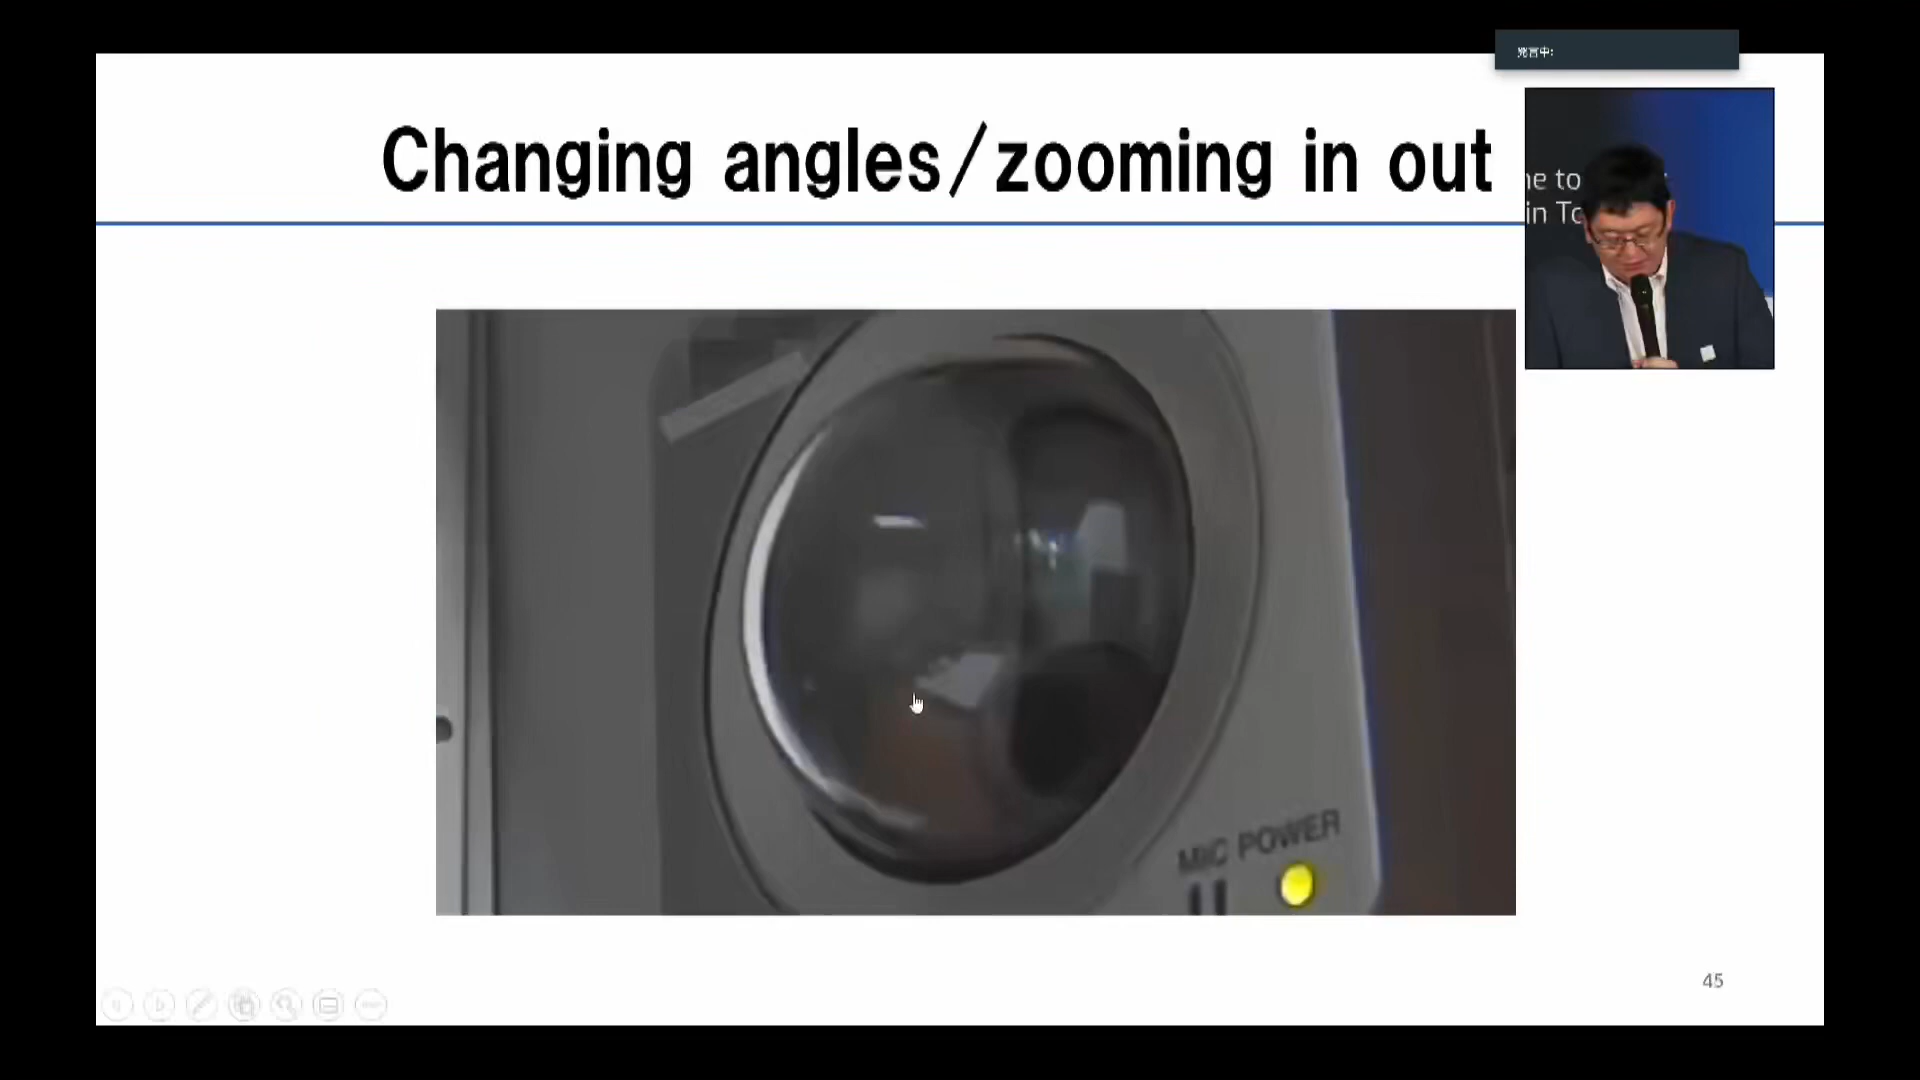 発言中:
Changing angles/zooming in out
ne to
in To
MIC POWER
45